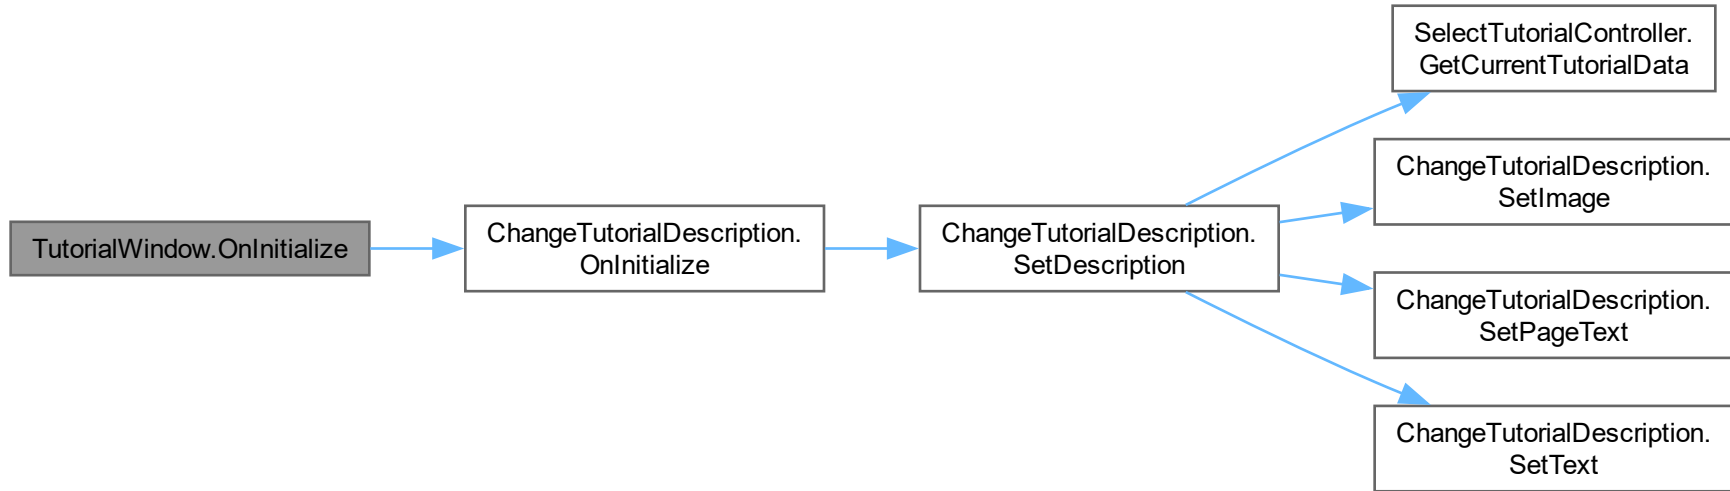 TutorialWindow.OnInitialize
ChangeTutorialDescription.
OnInitialize
ChangeTutorialDescription.
SetDescription
SelectTutorialController.
GetCurrentTutorialData
ChangeTutorialDescription.
SetImage
ChangeTutorialDescription.
SetPageText
ChangeTutorialDescription.
SetText